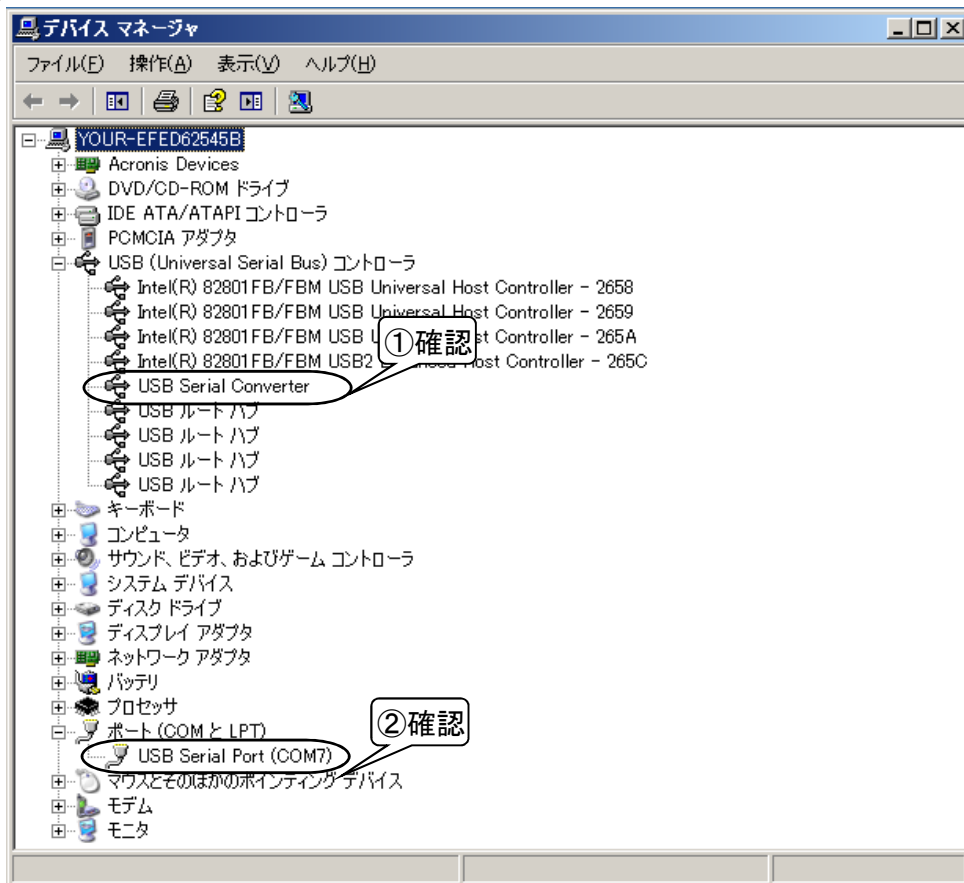 デバイス マネージャ
ファイル(F) 操作(A) 表示(V) ヘルプ(H)
YOUR-EFED62545B
Acronis Devices
DVD/CD-ROM ドライブ
IDE ATA/ATAPI コントローラ
PCMCIA アダプタ
USB (Universal Serial Bus) コントローラ
Intel(R) 82801FB/FBM USB Universal Host Controller - 2658
Intel(R) 82801FB/FBM USB Universal Host Controller - 2659
Intel(R) 82801FB/FBM USB st Controller - 265A
①確認
Intel(R) 82801FB/FBM USB2 Host Controller - 265C
USB Serial Converter
USB ルート ハブ
USB ルート ハブ
USB ルート ハブ
USB ルート ハブ
キーボード
コンピュータ
サウンド、ビデオ、およびゲーム コントローラ
システム デバイス
ディスク ドライブ
ディスプレイ アダプタ
ネットワーク アダプタ
バッテリ
プロセッサ
ポート (COM と LPT)
②確認
USB Serial Port (COM7)
マウスとそのほかのポインティング デバイス
モデム
モニタ